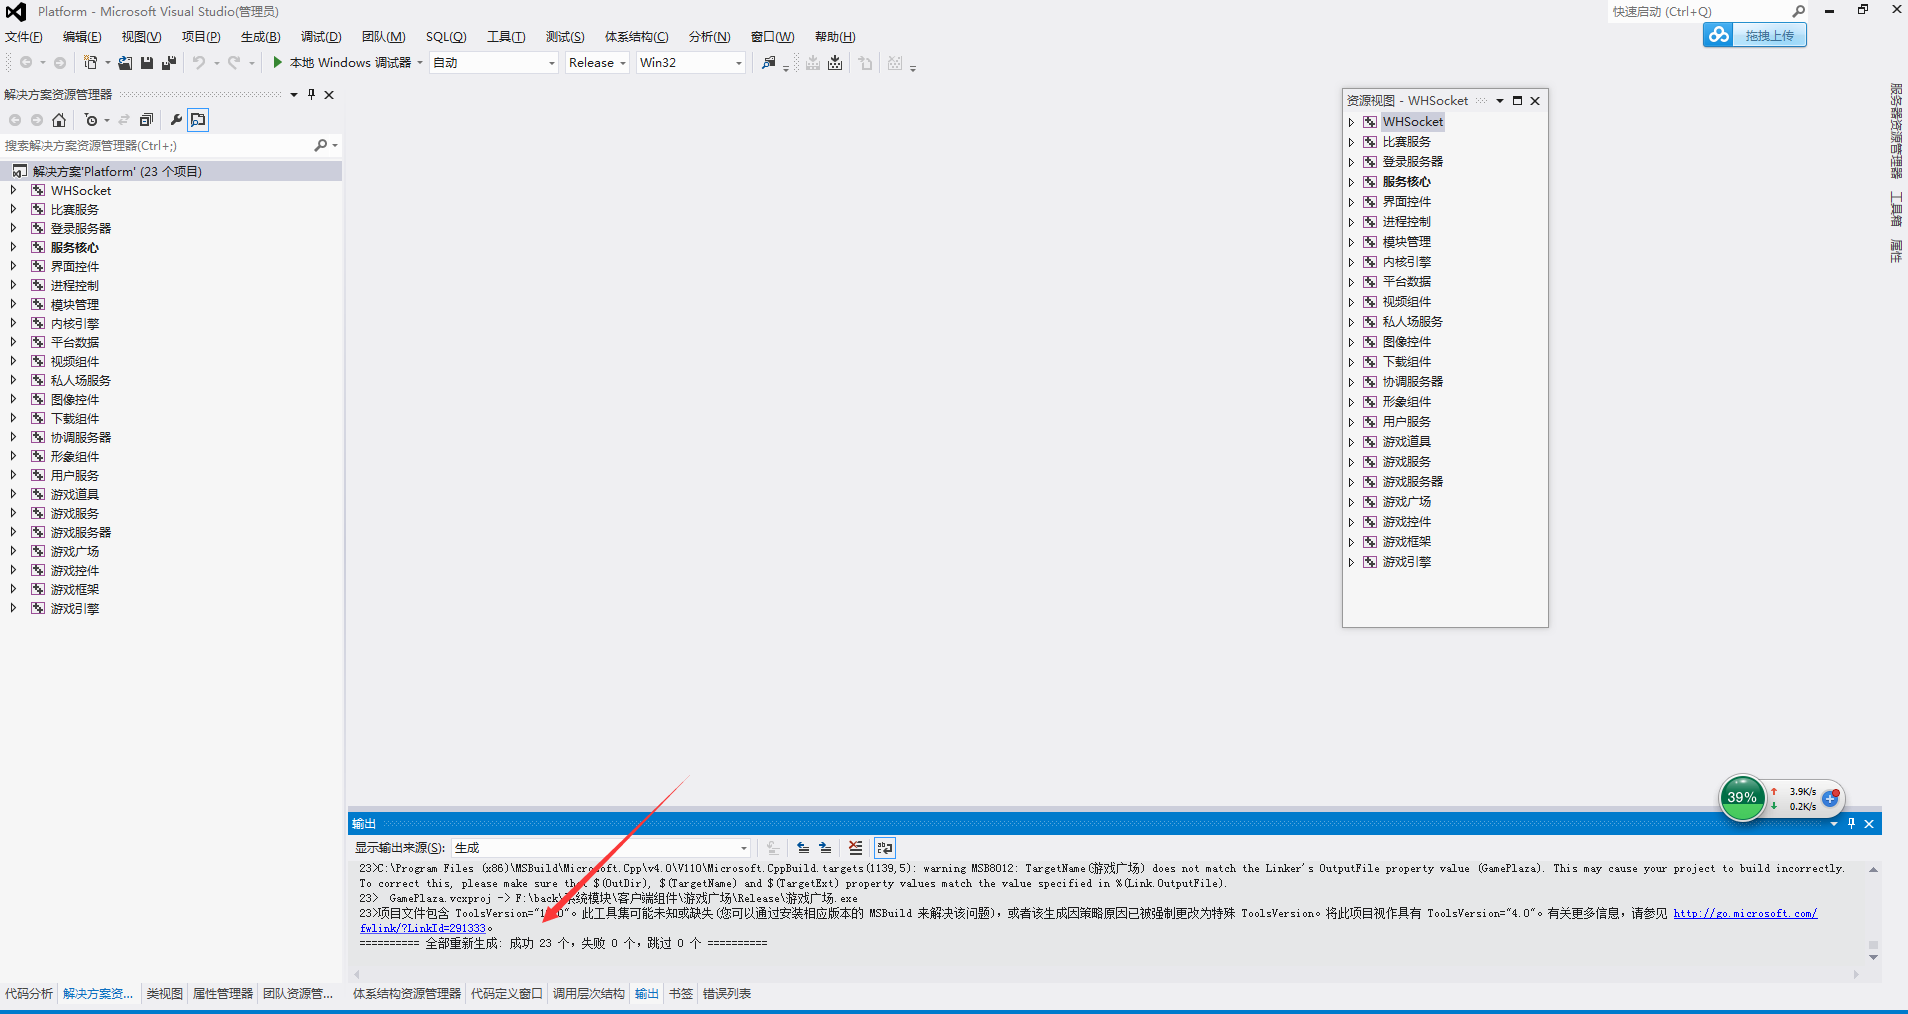 Platform - Microsoft Visual Studio(管理员)
快速启动 (Ctrl+Q)
文件(F) 编辑(E) 视图(V) 项目(P) 生成(B) 调试(D) 团队(M) SQL(Q) 工具(T) 测试(S) 体系结构(C) 分析(N) 窗口(W) 帮助(H)
拖拽上传
本地 Windows 调试器 自动 Release Win32
解决方案资源管理器
搜索解决方案资源管理器(Ctrl+;)
解决方案'Platform' (23 个项目)
WHSocket
比赛服务
登录服务器
服务核心
界面控件
进程控制
模块管理
内核引擎
平台数据
视频组件
私人场服务
图像控件
下载组件
协调服务器
形象组件
用户服务
游戏道具
游戏服务
游戏服务器
游戏广场
游戏控件
游戏框架
游戏引擎
资源视图 - WHSocket
WHSocket
比赛服务
登录服务器
服务核心
界面控件
进程控制
模块管理
内核引擎
平台数据
视频组件
私人场服务
图像控件
下载组件
协调服务器
形象组件
用户服务
游戏道具
游戏服务
游戏服务器
游戏广场
游戏控件
游戏框架
游戏引擎
服务器资源管理器
工具箱
属性
39%
3.9K/s
0.2K/s
输出
显示输出来源(S): 生成
23>C:\Program Files (x86)\MSBuild\Microsoft.Cpp\v4.0\V110\Microsoft.CppBuild.targets(1139,5): warning MSB8012: TargetName(游戏广场) does not match the Linker's OutputFile property value (GamePlaza). This may cause your project to build incorrectly.
To correct this, please make sure that $(OutDir), $(TargetName) and $(TargetExt) property values match the value specified in %(Link.OutputFile).
23> GamePlaza.vcxproj -> F:\back\系统模块\客户端组件\游戏广场\Release\游戏广场.exe
23>项目文件包含 ToolsVersion="。此工具集可能未知或缺失(您可以通过安装相应版本的 MSBuild 来解决该问题)，或者该生成因策略原因已被强制更改为特殊 ToolsVersion。将此项目视作具有 ToolsVersion="4.0"。有关更多信息，请参见 http://go.microsoft.com/
fwlink/?LinkId=291333。
========== 全部重新生成: 成功 23 个，失败 0 个，跳过 0 个 ==========
代码分析 解决方案资... 类视图 属性管理器 团队资源管... 体系结构资源管理器 代码定义窗口 调用层次结构 输出 书签 错误列表